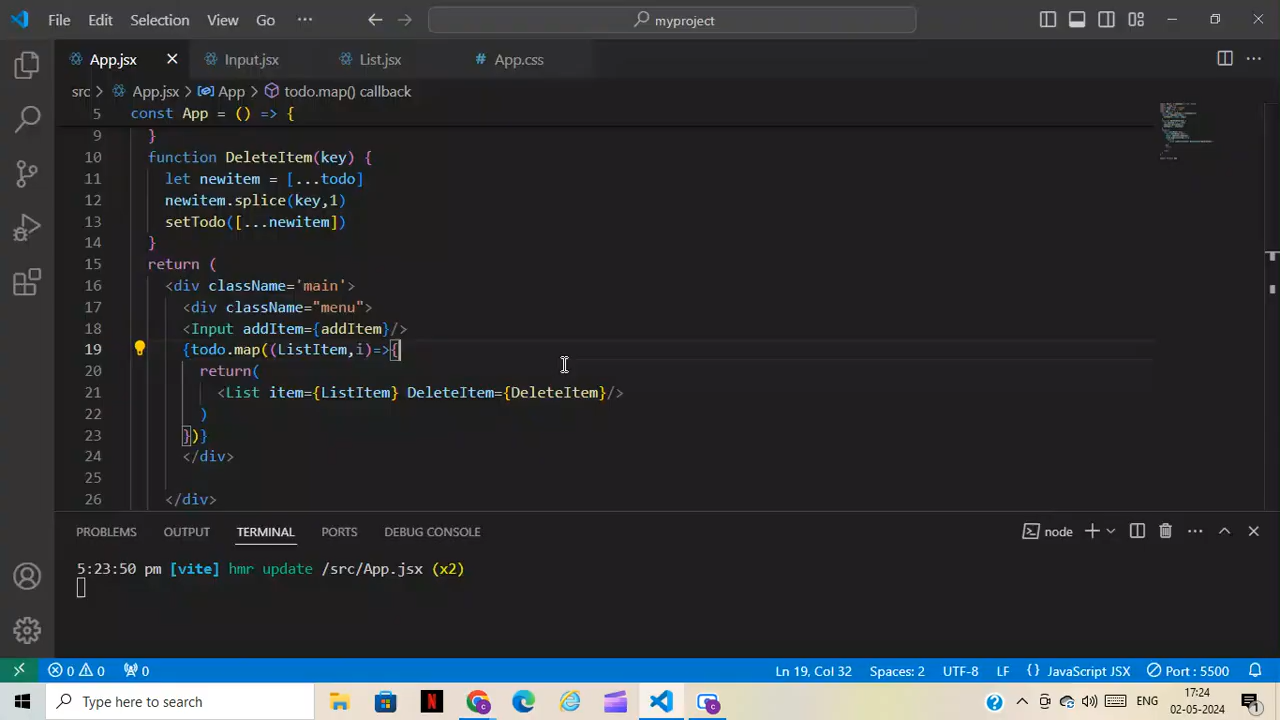 File Edit Selection View Go ··· myproject
App.jsx Input.jsx List.jsx # App.css ···
src > App.jsx > App > todo.map() callback
5 const App = () => {
9 }
10 function DeleteItem(key) {
11 let newitem = [...todo]
12 newitem.splice(key,1)
13 setTodo([...newitem])
14 }
15 return (
16 <div className='main'>
17 <div className="menu">
18 <Input addItem={addItem}/>
19 {todo.map((ListItem,i)=>{
20 return(
21 <List item={ListItem} DeleteItem={DeleteItem}/>
22 )
23 })}
24 </div>
25
26 </div>
PROBLEMS OUTPUT TERMINAL PORTS DEBUG CONSOLE node ···
5:23:50 pm [vite] hmr update /src/App.jsx (x2)
0 0 0 Ln 19, Col 32 Spaces: 2 UTF-8 LF {} JavaScript JSX Port : 5500
Type here to search N C C ? ENG 17:24
02-05-2024 1